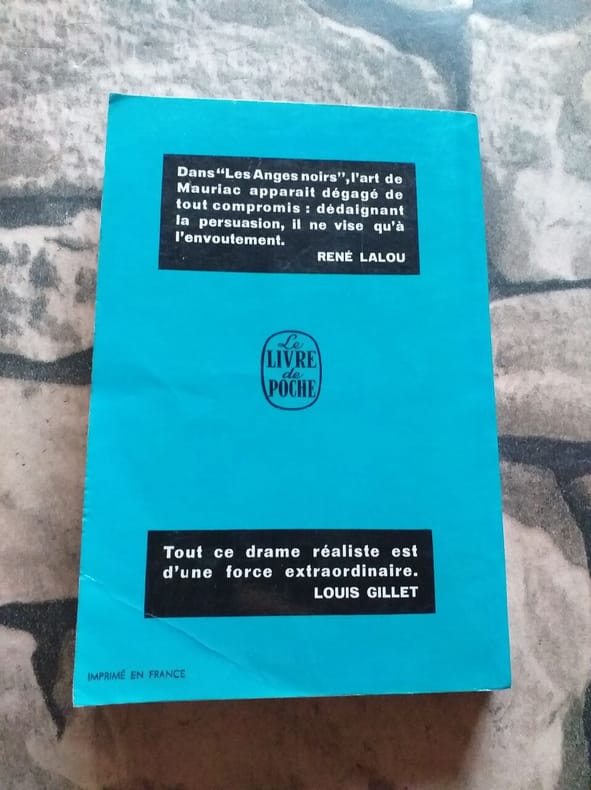 Dans "Les Anges noirs", l'art de
Mauriac apparait dégagé de
tout compromis : dédaignant
la persuasion, il ne vise qu'à
l'envoutement.
RENÉ LALOU
Le
LIVRE
de
POCHE
Tout ce drame réaliste est
d'une force extraordinaire.
LOUIS GILLET
IMPRIMÉ EN FRANCE